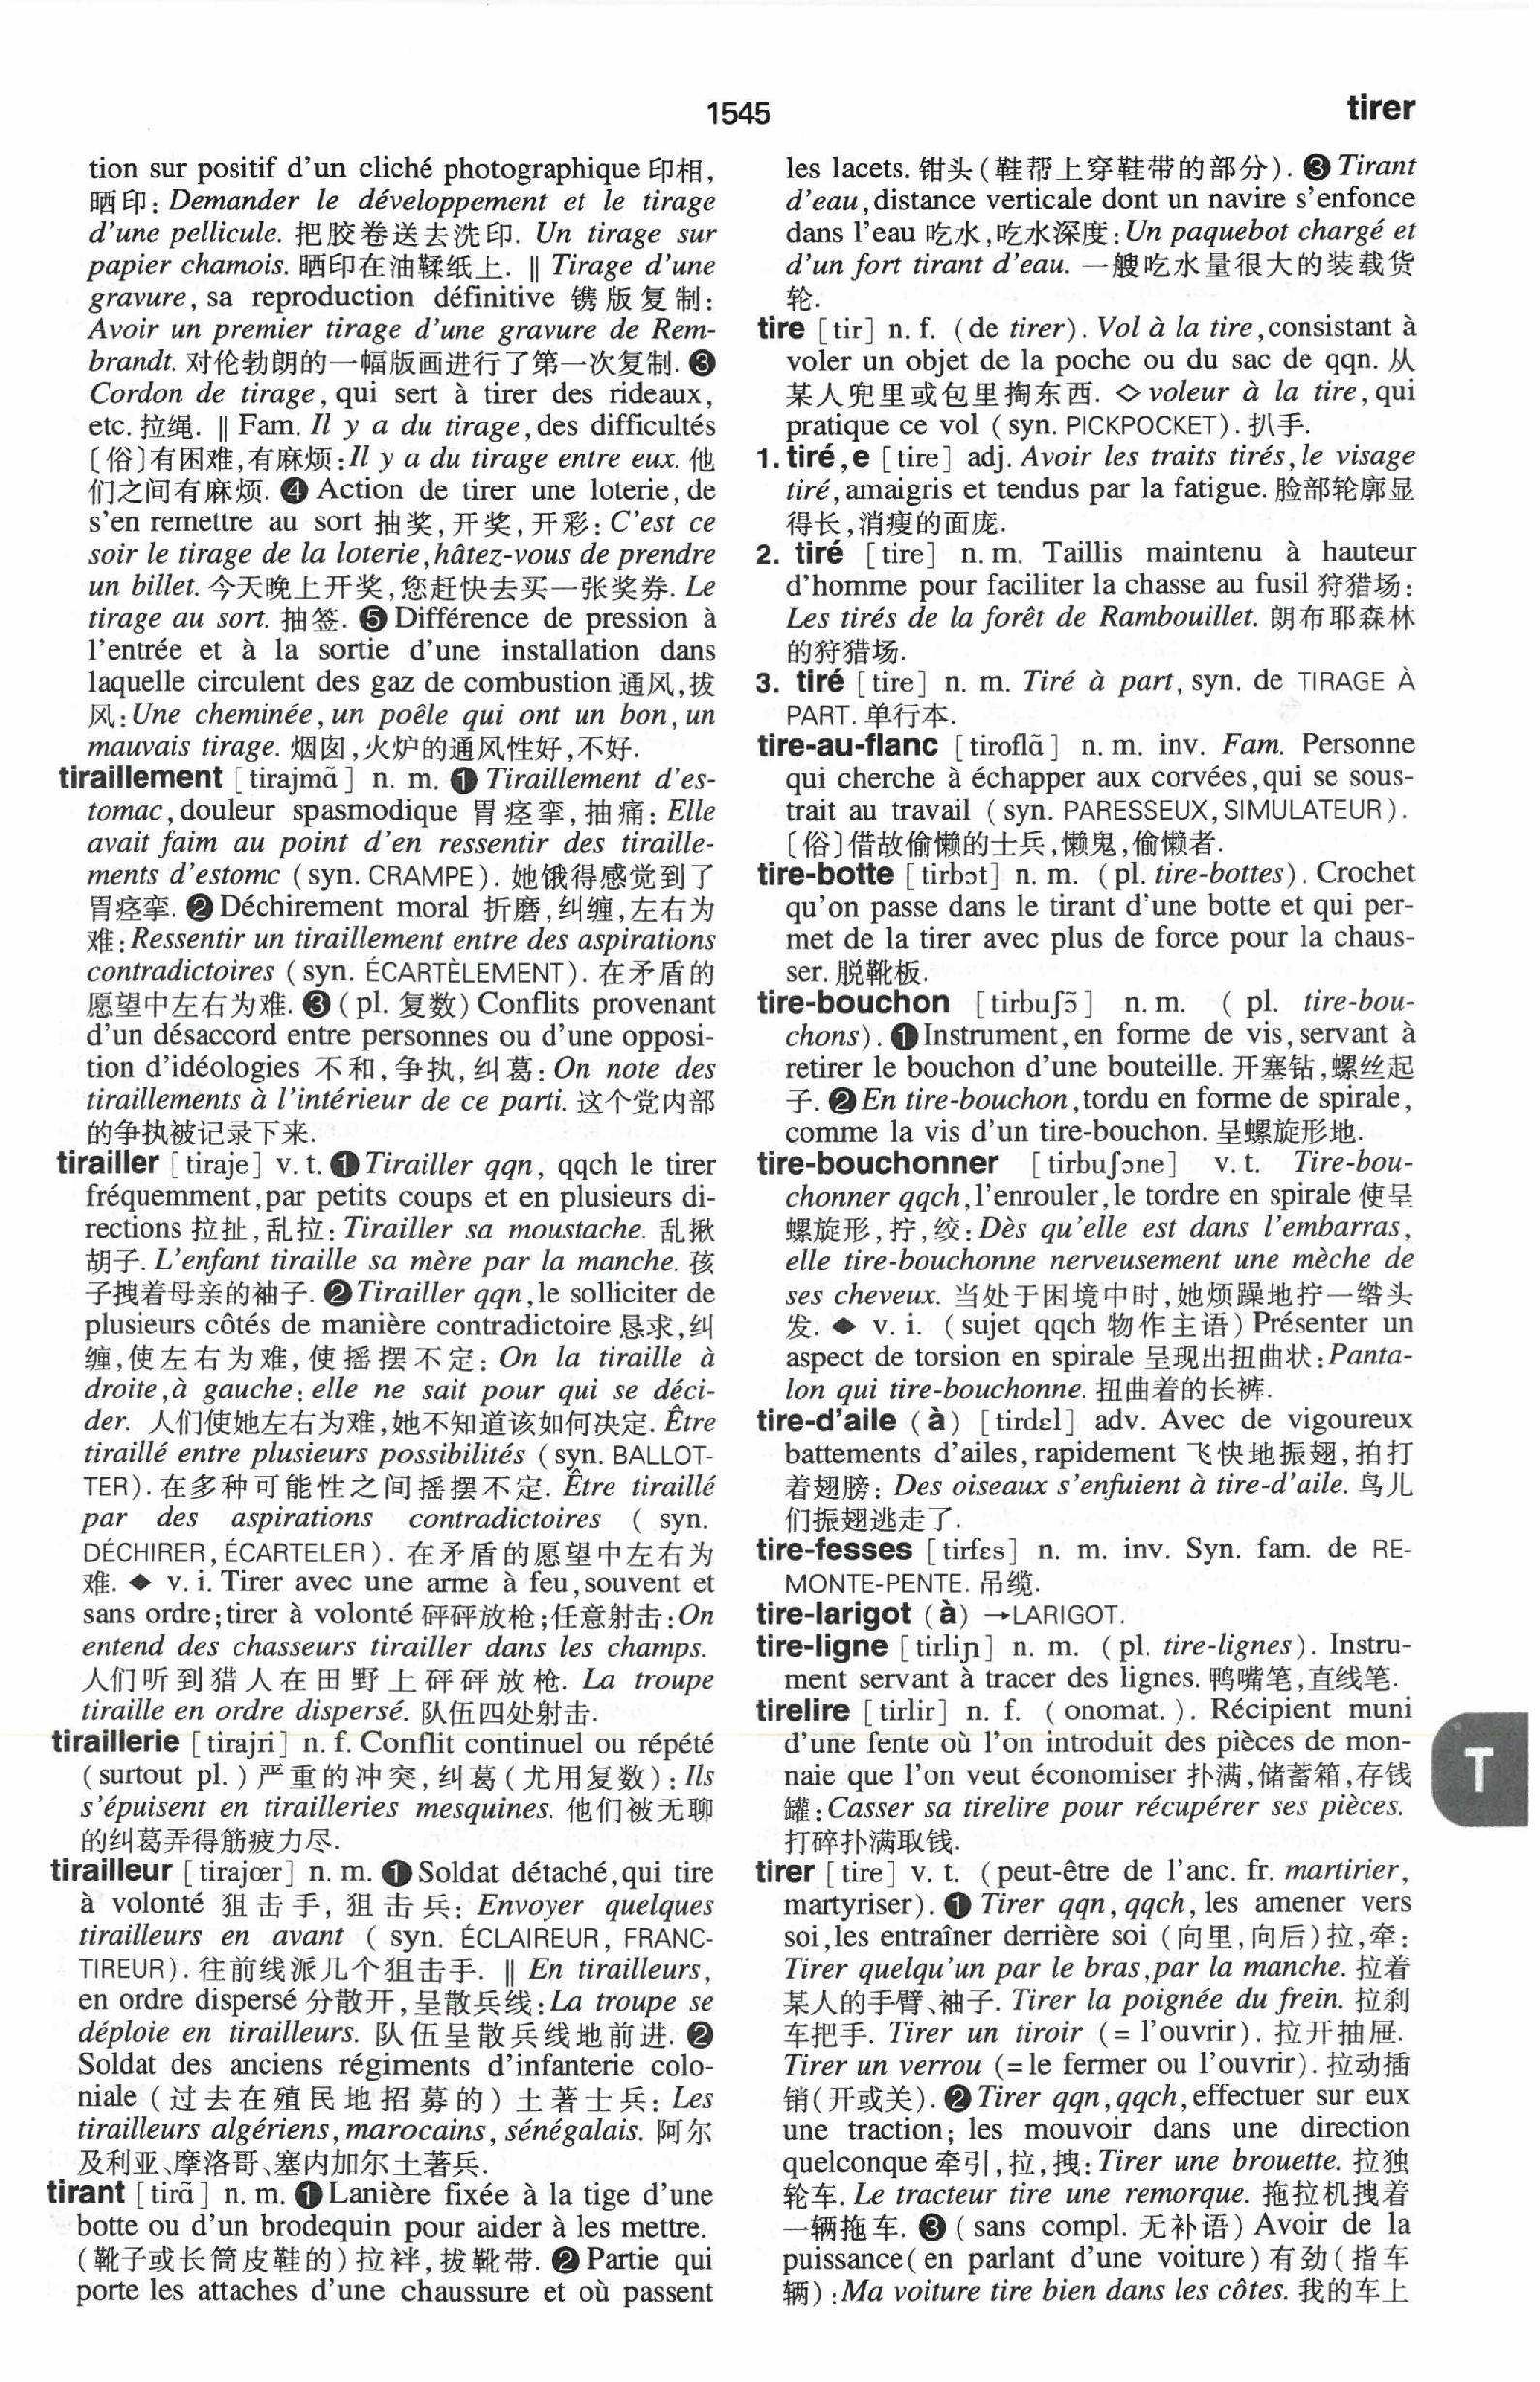 1545
tirer
tion sur positif d'un cliché photographique 印相,
晒印: Demander le développement et le tirage
d'une pellicule. 把胶卷送去洗印. Un tirage sur
papier chamois. 晒印在油鞣纸上. ‖ Tirage d'une
gravure, sa reproduction définitive 镌版复制:
Avoir un premier tirage d'une gravure de Rem-
brandt. 对伦勃朗的一幅版画进行了第一次复制. ❸
Cordon de tirage, qui sert à tirer des rideaux,
etc. 拉绳. ‖ Fam. Il y a du tirage, des difficultés
〔俗〕有困难,有麻烦: Il y a du tirage entre eux. 他
们之间有麻烦. ❹ Action de tirer une loterie, de
s'en remettre au sort 抽奖,开奖,开彩: C'est ce
soir le tirage de la loterie, hâtez-vous de prendre
un billet. 今天晚上开奖,您赶快去买一张奖券. Le
tirage au sort. 抽签. ❺ Différence de pression à
l'entrée et à la sortie d'une installation dans
laquelle circulent des gaz de combustion 通风,拔
风: Une cheminée, un poêle qui ont un bon, un
mauvais tirage. 烟囱,火炉的通风性好,不好.
tiraillement [tirajmɑ̃] n. m. ❶ Tiraillement d'es-
tomac, douleur spasmodique 胃痉挛,抽痛: Elle
avait faim au point d'en ressentir des tiraille-
ments d'estomc (syn. CRAMPE). 她饿得感觉到了
胃痉挛. ❷ Déchirement moral 折磨,纠缠,左右为
难: Ressentir un tiraillement entre des aspirations
contradictoires (syn. ÉCARTÈLEMENT). 在矛盾的
愿望中左右为难. ❸ (pl. 复数) Conflits provenant
d'un désaccord entre personnes ou d'une opposi-
tion d'idéologies 不和,争执,纠葛: On note des
tiraillements à l'intérieur de ce parti. 这个党内部
的争执被记录下来.
tirailler [tiraje] v. t. ❶ Tirailler qqn, qqch le tirer
fréquemment, par petits coups et en plusieurs di-
rections 拉扯,乱拉: Tirailler sa moustache. 乱揪
胡子. L'enfant tiraille sa mère par la manche. 孩
子拽着母亲的袖子. ❷ Tirailler qqn, le solliciter de
plusieurs côtés de manière contradictoire 恳求,纠
缠,使左右为难,使摇摆不定: On la tiraille à
droite, à gauche: elle ne sait pour qui se déci-
der. 人们使她左右为难,她不知道该如何决定. Être
tiraillé entre plusieurs possibilités (syn. BALLOT-
TER). 在多种可能性之间摇摆不定. Être tiraillé
par des aspirations contradictoires ( syn.
DÉCHIRER, ÉCARTELER). 在矛盾的愿望中左右为
难. ◆ v. i. Tirer avec une arme à feu, souvent et
sans ordre; tirer à volonté 砰砰放枪;任意射击: On
entend des chasseurs tirailler dans les champs.
人们听到猎人在田野上砰砰放枪. La troupe
tiraille en ordre dispersé. 队伍四处射击.
tiraillerie [tirajri] n. f. Conflit continuel ou répété
(surtout pl.) 严重的冲突,纠葛(尤用复数): Ils
s'épuisent en tirailleries mesquines. 他们被无聊
的纠葛弄得筋疲力尽.
tirailleur [tirajœr] n. m. ❶ Soldat détaché, qui tire
à volonté 狙击手,狙击兵: Envoyer quelques
tirailleurs en avant ( syn. ÉCLAIREUR, FRANC-
TIREUR). 往前线派几个狙击手. ‖ En tirailleurs,
en ordre dispersé 分散开,呈散兵线: La troupe se
déploie en tirailleurs. 队伍呈散兵线地前进. ❷
Soldat des anciens régiments d'infanterie colo-
niale (过去在殖民地招募的)土著士兵: Les
tirailleurs algériens, marocains, sénégalais. 阿尔
及利亚、摩洛哥、塞内加尔土著兵.
tirant [tirɑ̃] n. m. ❶ Lanière fixée à la tige d'une
botte ou d'un brodequin pour aider à les mettre.
(靴子或长筒皮鞋的)拉袢,拔靴带. ❷ Partie qui
porte les attaches d'une chaussure et où passent
les lacets. 钳头(鞋帮上穿鞋带的部分). ❸ Tirant
d'eau, distance verticale dont un navire s'enfonce
dans l'eau 吃水,吃水深度: Un paquebot chargé et
d'un fort tirant d'eau. 一艘吃水量很大的装载货
轮.
tire [tir] n. f. (de tirer). Vol à la tire, consistant à
voler un objet de la poche ou du sac de qqn. 从
某人兜里或包里掏东西. ◇ voleur à la tire, qui
pratique ce vol (syn. PICKPOCKET). 扒手.
1. tiré, e [tire] adj. Avoir les traits tirés, le visage
tiré, amaigris et tendus par la fatigue. 脸部轮廓显
得长,消瘦的面庞.
2. tiré [tire] n. m. Taillis maintenu à hauteur
d'homme pour faciliter la chasse au fusil 狩猎场:
Les tirés de la forêt de Rambouillet. 朗布耶森林
的狩猎场.
3. tiré [tire] n. m. Tiré à part, syn. de TIRAGE À
PART. 单行本.
tire-au-flanc [tiroflɑ̃] n. m. inv. Fam. Personne
qui cherche à échapper aux corvées, qui se sous-
trait au travail (syn. PARESSEUX, SIMULATEUR).
〔俗〕借故偷懒的士兵,懒鬼,偷懒者.
tire-botte [tirbɔt] n. m. (pl. tire-bottes). Crochet
qu'on passe dans le tirant d'une botte et qui per-
met de la tirer avec plus de force pour la chaus-
ser. 脱靴板.
tire-bouchon [tirbuʃɔ̃] n. m. ( pl. tire-bou-
chons). ❶ Instrument, en forme de vis, servant à
retirer le bouchon d'une bouteille. 开塞钻,螺丝起
子. ❷ En tire-bouchon, tordu en forme de spirale,
comme la vis d'un tire-bouchon. 呈螺旋形地.
tire-bouchonner [tirbuʃɔne] v. t. Tire-bou-
chonner qqch, l'enrouler, le tordre en spirale 使呈
螺旋形,拧,绞: Dès qu'elle est dans l'embarras,
elle tire-bouchonne nerveusement une mèche de
ses cheveux. 当处于困境中时,她烦躁地拧一绺头
发. ◆ v. i. (sujet qqch 物作主语) Présenter un
aspect de torsion en spirale 呈现出扭曲状: Panta-
lon qui tire-bouchonne. 扭曲着的长裤.
tire-d'aile (à) [tirdɛl] adv. Avec de vigoureux
battements d'ailes, rapidement 飞快地振翅,拍打
着翅膀: Des oiseaux s'enfuient à tire-d'aile. 鸟儿
们振翅逃走了.
tire-fesses [tirfɛs] n. m. inv. Syn. fam. de RE-
MONTE-PENTE. 吊缆.
tire-larigot (à) →LARIGOT.
tire-ligne [tirliɲ] n. m. (pl. tire-lignes). Instru-
ment servant à tracer des lignes. 鸭嘴笔,直线笔.
tirelire [tirlir] n. f. (onomat.). Récipient muni
d'une fente où l'on introduit des pièces de mon-
naie que l'on veut économiser 扑满,储蓄箱,存钱
罐: Casser sa tirelire pour récupérer ses pièces.
打碎扑满取钱.
tirer [tire] v. t. (peut-être de l'anc. fr. martirier,
martyriser). ❶ Tirer qqn, qqch, les amener vers
soi, les entraîner derrière soi (向里,向后)拉,牵:
Tirer quelqu'un par le bras, par la manche. 拉着
某人的手臂、袖子. Tirer la poignée du frein. 拉刹
车把手. Tirer un tiroir (= l'ouvrir). 拉开抽屉.
Tirer un verrou (= le fermer ou l'ouvrir). 拉动插
销(开或关). ❷ Tirer qqn, qqch, effectuer sur eux
une traction; les mouvoir dans une direction
quelconque 牵引,拉,拽: Tirer une brouette. 拉独
轮车. Le tracteur tire une remorque. 拖拉机拽着
一辆拖车. ❸ (sans compl. 无补语) Avoir de la
puissance (en parlant d'une voiture) 有劲(指车
辆): Ma voiture tire bien dans les côtes. 我的车上
T